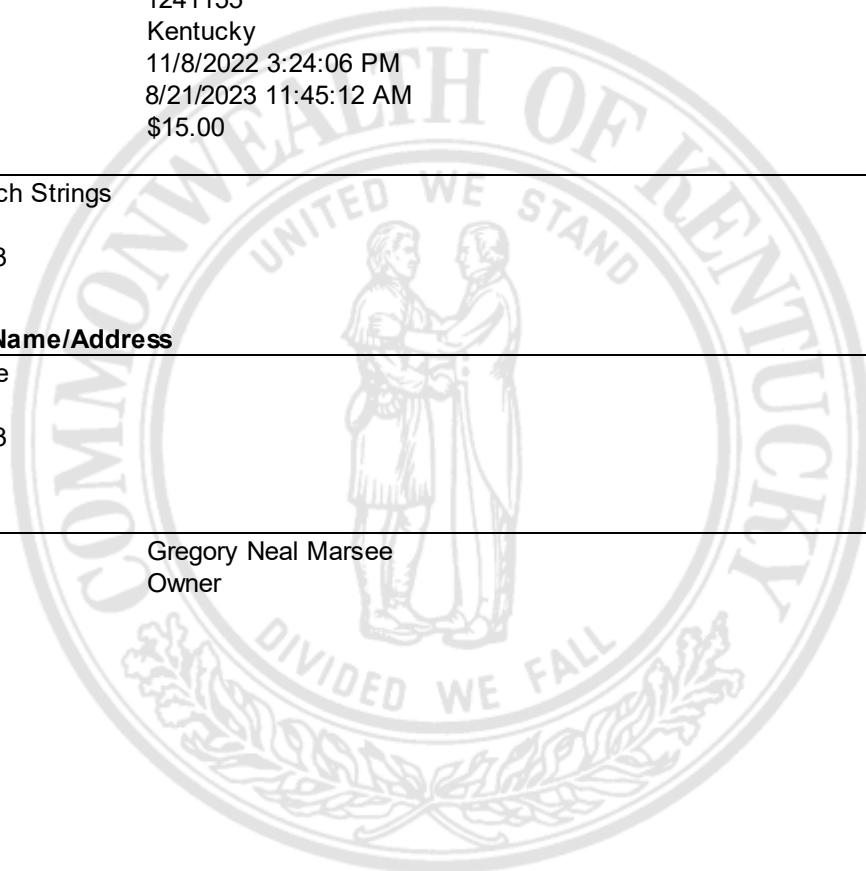 1241155
Kentucky
11/8/2022 3:24:06 PM
8/21/2023 11:45:12 AM
$15.00
ch Strings
3
Name/Address
e
3
Gregory Neal Marsee
Owner
COMMONWEALTH OF KENTUCKY
UNITED WE STAND
DIVIDED WE FALL